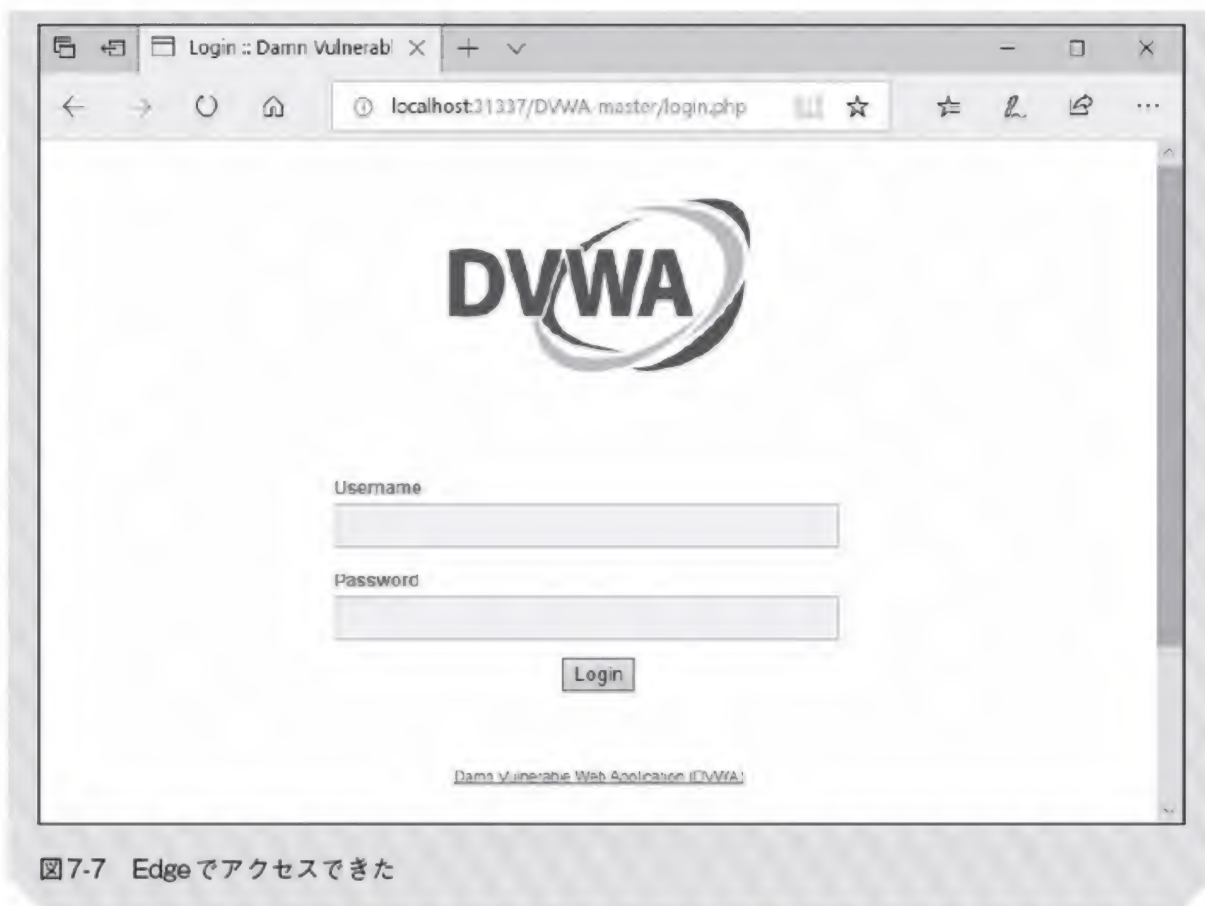 Login :: Damn Vulnerabl
localhost:31337/DVWA-master/login.php
DVWA
Username
Password
Login
Damn Vulnerable Web Application (DVWA)
図7-7 Edgeでアクセスできた